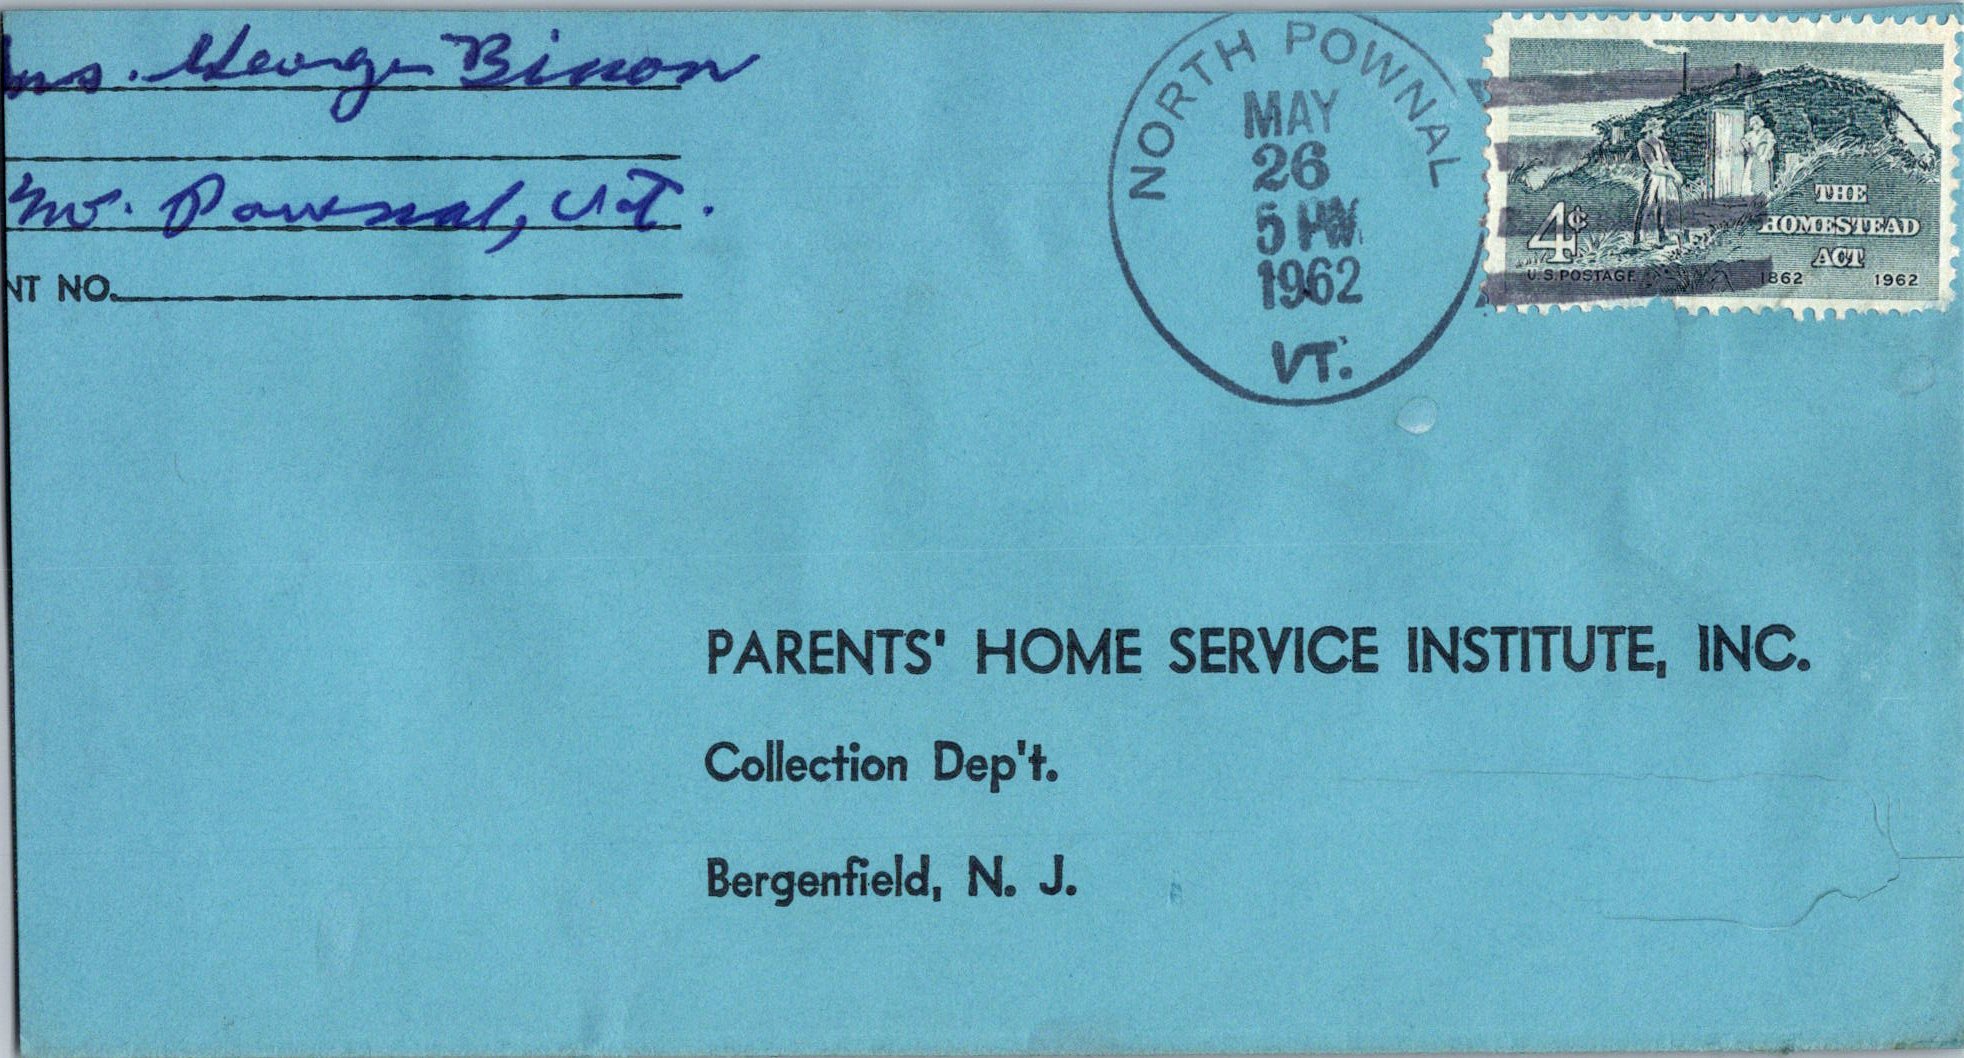 Mrs. George Bixon
No. Pownal, Vt.
NT NO.
NORTH POWNAL
MAY
26
5 PM
1962
VT.
4¢
U.S. POSTAGE
THE
HOMESTEAD
ACT
1862 1962
PARENTS' HOME SERVICE INSTITUTE, INC.
Collection Dep't.
Bergenfield, N. J.